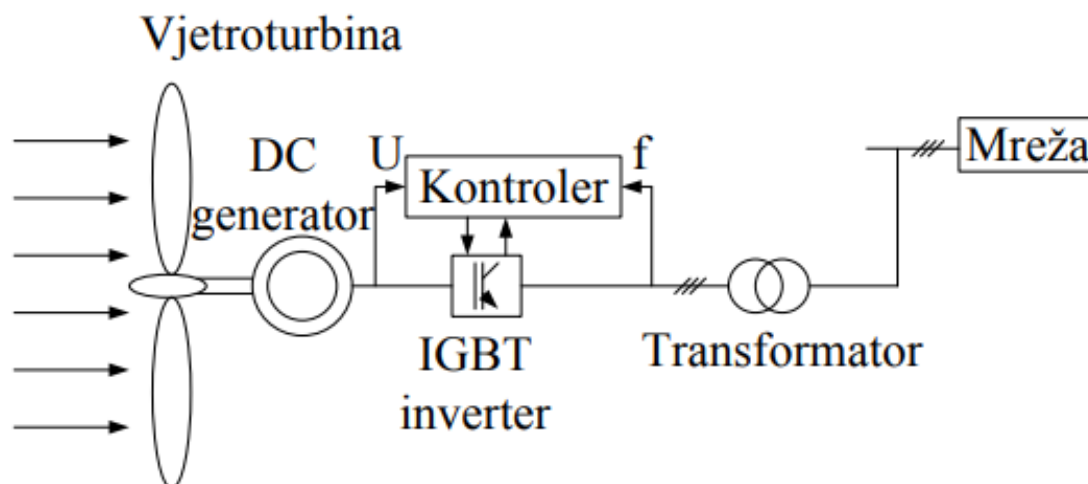 Vjetroturbina
DC
generator
U
Kontroler
f
IGBT
inverter
Transformator
Mreža